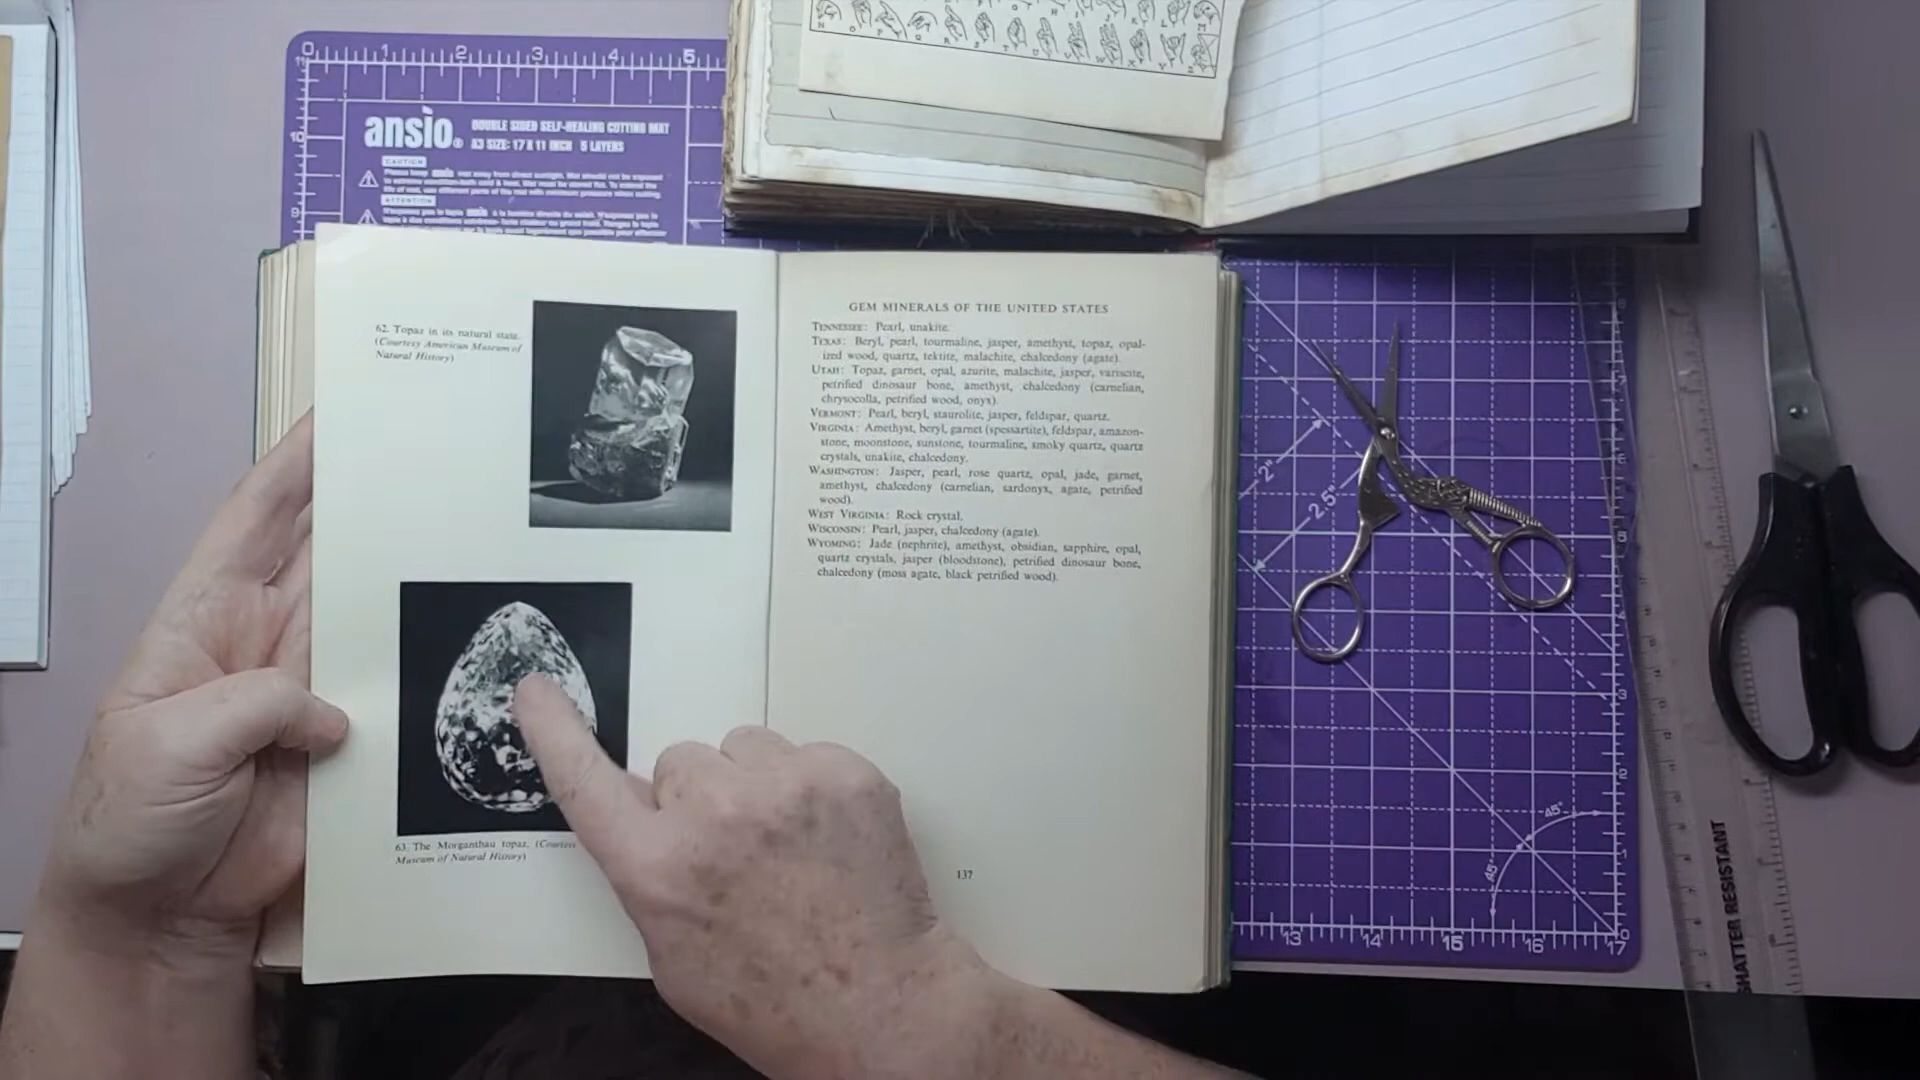 ansio®
DOUBLE SIDED SELF-HEALING CUTTING MAT
A3 SIZE: 17 X 11 INCH 5 LAYERS
CAUTION
ATTENTION
62. Topaz in its natural state.
(Courtesy American Museum of
Natural History)
63. The Morganthau topaz. (Courtesy
Museum of Natural History)
GEM MINERALS OF THE UNITED STATES
TENNESSEE: Pearl, unakite.
TEXAS: Beryl, pearl, tourmaline, jasper, amethyst, topaz, opal-
ized wood, quartz, tektite, malachite, chalcedony (agate).
UTAH: Topaz, garnet, opal, azurite, malachite, jasper, variscite,
petrified dinosaur bone, amethyst, chalcedony (carnelian,
chrysocolla, petrified wood, onyx).
VERMONT: Pearl, beryl, staurolite, jasper, feldspar, quartz.
VIRGINIA: Amethyst, beryl, garnet (spessartite), feldspar, amazon-
stone, moonstone, sunstone, tourmaline, smoky quartz, quartz
crystals, unakite, chalcedony.
WASHINGTON: Jasper, pearl, rose quartz, opal, jade, garnet,
amethyst, chalcedony (carnelian, sardonyx, agate, petrified
wood).
WEST VIRGINIA: Rock crystal.
WISCONSIN: Pearl, jasper, chalcedony (agate).
WYOMING: Jade (nephrite), amethyst, obsidian, sapphire, opal,
quartz crystals, jasper (bloodstone), petrified dinosaur bone,
chalcedony (moss agate, black petrified wood).
137
2"
2.5"
45°
45°
13 14 15 16 17
SHATTER RESISTANT